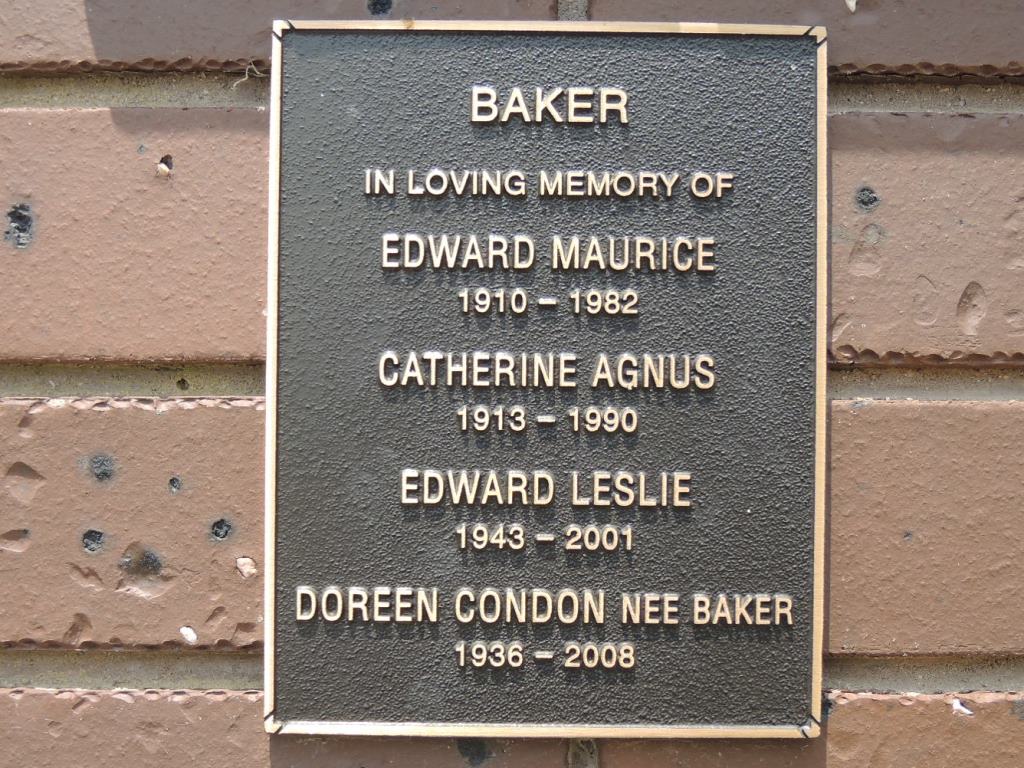 BAKER
IN LOVING MEMORY OF
EDWARD MAURICE
1910 – 1982
CATHERINE AGNUS
1913 – 1990
EDWARD LESLIE
1943 – 2001
DOREEN CONDON NEE BAKER
1936 – 2008